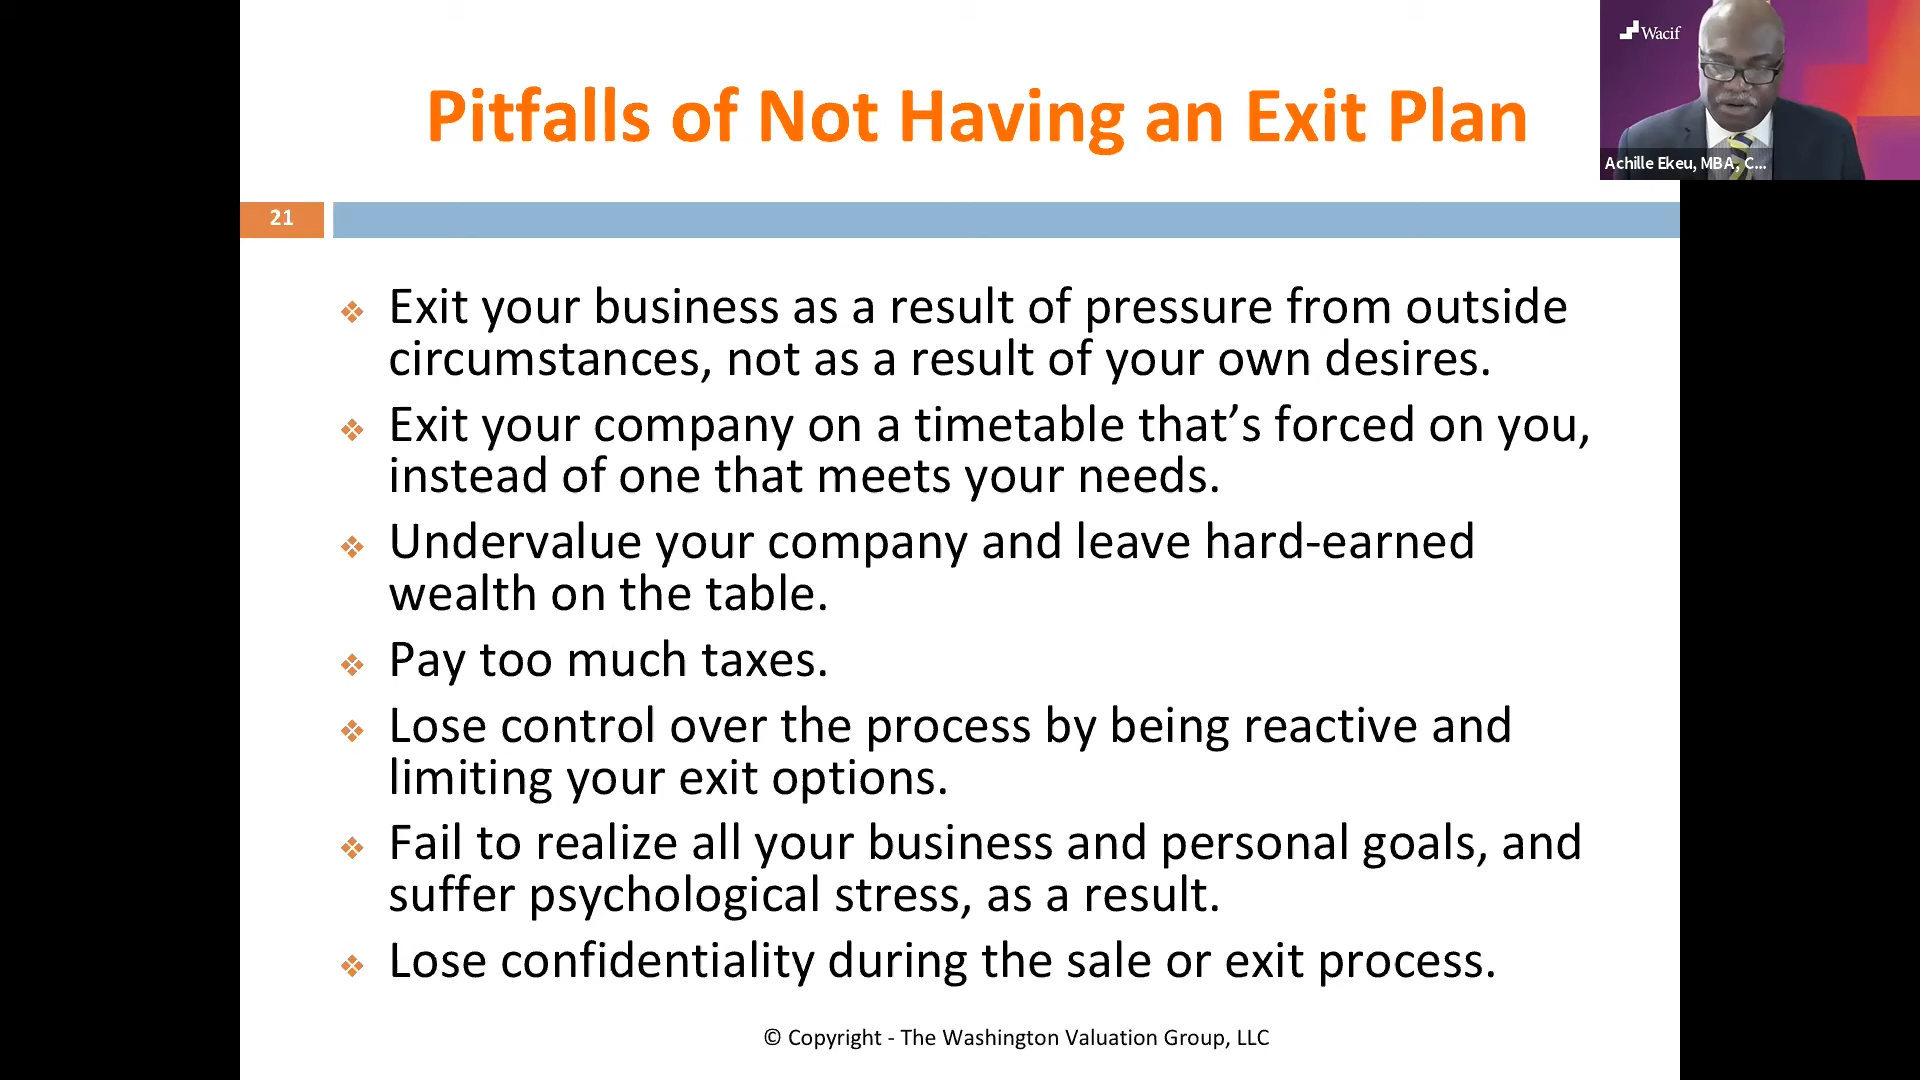 Pitfalls of Not Having an Exit Plan
Wacif
Achille Ekeu, MBA, C...
21
Exit your business as a result of pressure from outside
circumstances, not as a result of your own desires.
Exit your company on a timetable that’s forced on you,
instead of one that meets your needs.
Undervalue your company and leave hard-earned
wealth on the table.
Pay too much taxes.
Lose control over the process by being reactive and
limiting your exit options.
Fail to realize all your business and personal goals, and
suffer psychological stress, as a result.
Lose confidentiality during the sale or exit process.
© Copyright - The Washington Valuation Group, LLC